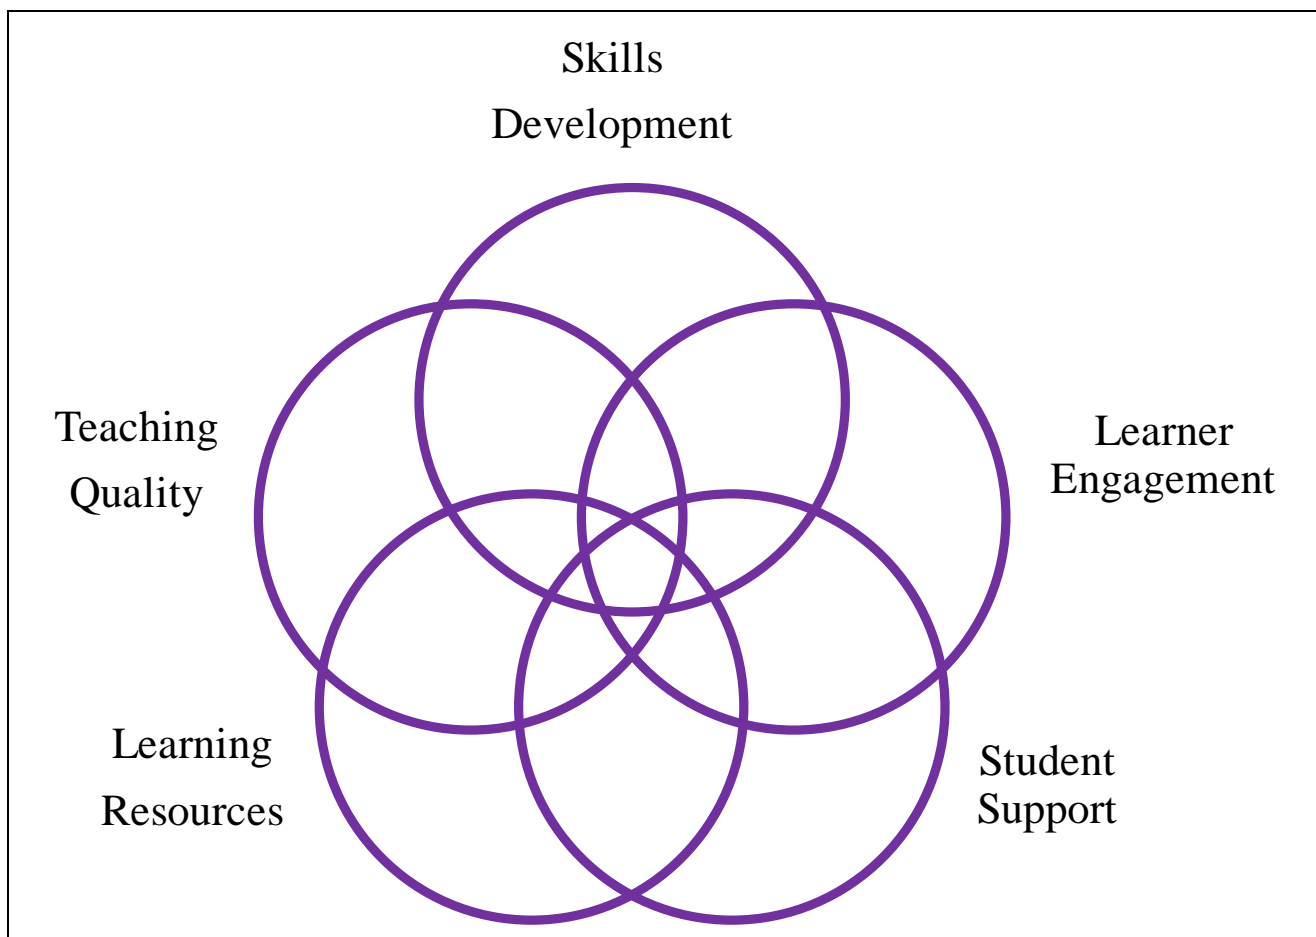 Skills
Development
Teaching
Quality
Learner
Engagement
Learning
Resources
Student
Support